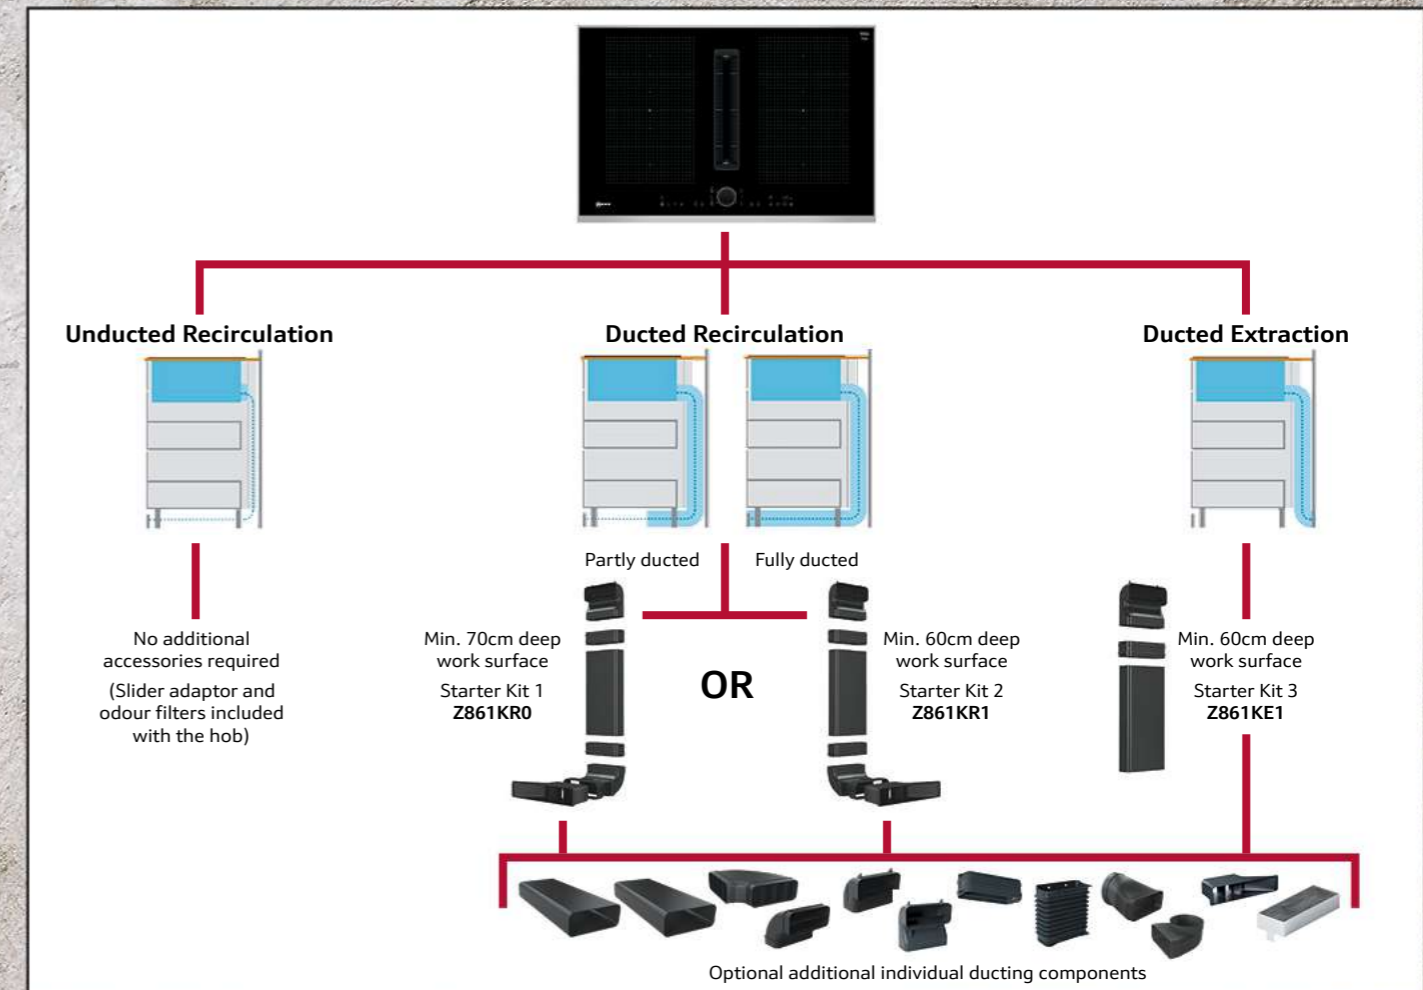 Unducted Recirculation
Ducted Recirculation
Ducted Extraction
Partly ducted
Fully ducted
No additional
accessories required
(Slider adaptor and
odour filters included
with the hob)
Min. 70cm deep
work surface
Starter Kit 1
Z861KR0
OR
Min. 60cm deep
work surface
Starter Kit 2
Z861KR1
Min. 60cm deep
work surface
Starter Kit 3
Z861KE1
Optional additional individual ducting components